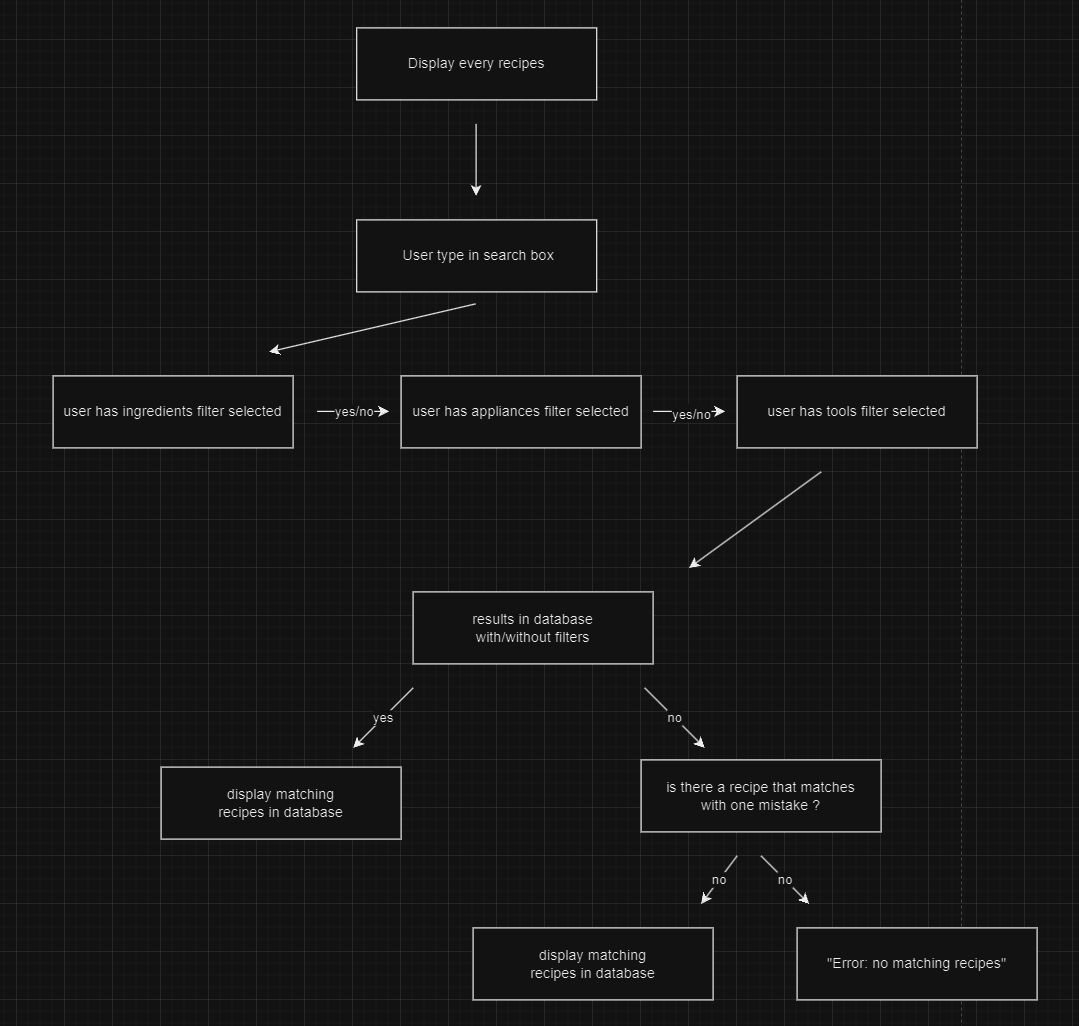 Display every recipes
User type in search box
user has ingredients filter selected
yes/no
user has appliances filter selected
yes/no
user has tools filter selected
results in database
with/without filters
yes
no
display matching
recipes in database
is there a recipe that matches
with one mistake ?
no
no
display matching
recipes in database
"Error: no matching recipes"